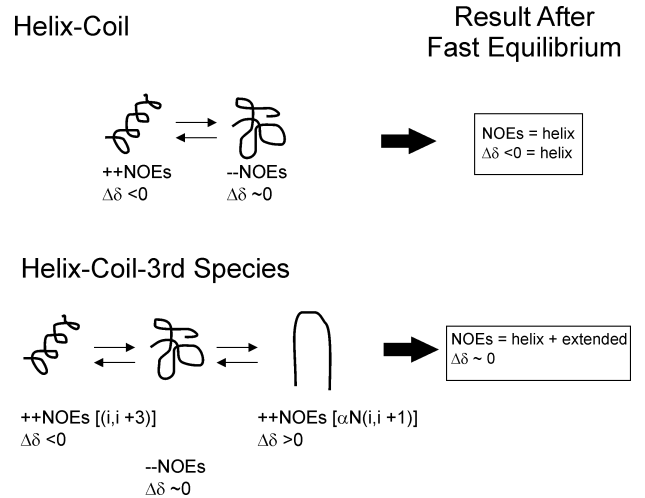 Helix-Coil
Result After
Fast Equilibrium
++NOEs
Δδ <0
--NOEs
Δδ ~0
NOEs = helix
Δδ <0 = helix
Helix-Coil-3rd Species
++NOEs [(i,i +3)]
Δδ <0
--NOEs
Δδ ~0
++NOEs [αN(i,i +1)]
Δδ >0
NOEs = helix + extended
Δδ ~ 0